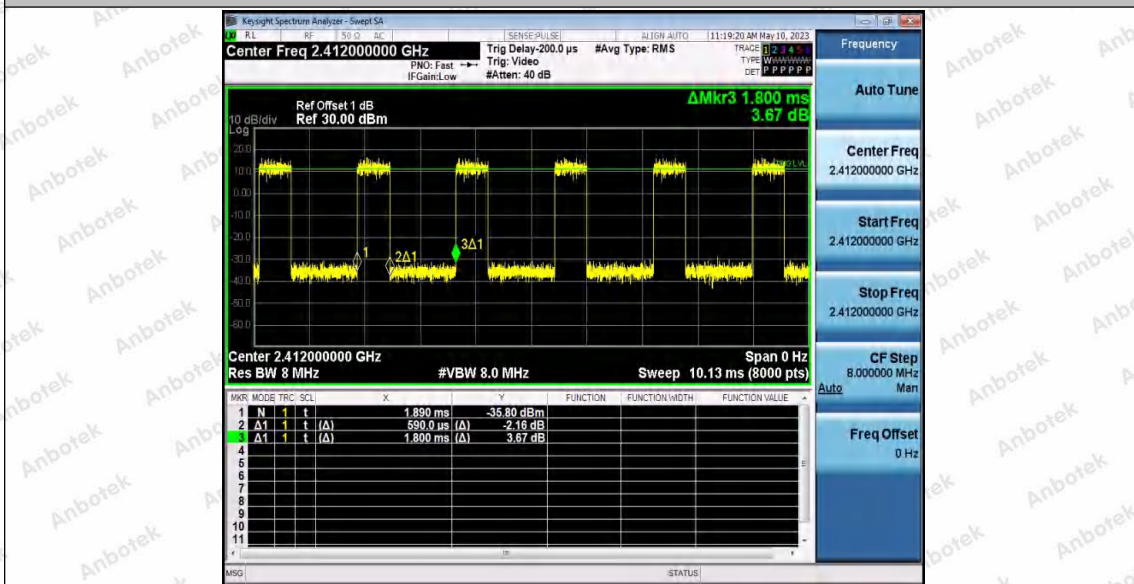 Keysight Spectrum Analyzer - Swept SA
RL RF 50 Ω AC SENSE:PULSE ALIGN AUTO 11:19:20 AM May 10, 2023
Center Freq 2.412000000 GHz
PNO: Fast
IFGain:Low
Trig Delay-200.0 µs
Trig: Video
#Atten: 40 dB
#Avg Type: RMS
TRACE 1 2 3 4 5 6
TYPE W
DET P P P P P P
ΔMkr3 1.800 ms
3.67 dB
Ref Offset 1 dB
10 dB/div Ref 30.00 dBm
Log
20.0
10.0
0.00
-10.0
-20.0
-30.0
-40.0
-50.0
-60.0
1
2Δ1
3Δ1
Center 2.412000000 GHz Span 0 Hz
Res BW 8 MHz #VBW 8.0 MHz Sweep 10.13 ms (8000 pts)
MKR MODE TRC SCL X Y FUNCTION FUNCTION WIDTH FUNCTION VALUE
1 N 1 t 1.890 ms -35.80 dBm
2 Δ1 1 t (Δ) 590.0 µs (Δ) -2.16 dB
3 Δ1 1 t (Δ) 1.800 ms (Δ) 3.67 dB
4
5
6
7
8
9
10
11
MSG STATUS
Frequency
Auto Tune
Center Freq
2.412000000 GHz
Start Freq
2.412000000 GHz
Stop Freq
2.412000000 GHz
CF Step
8.000000 MHz
Auto Man
Freq Offset
0 Hz
Anbotek